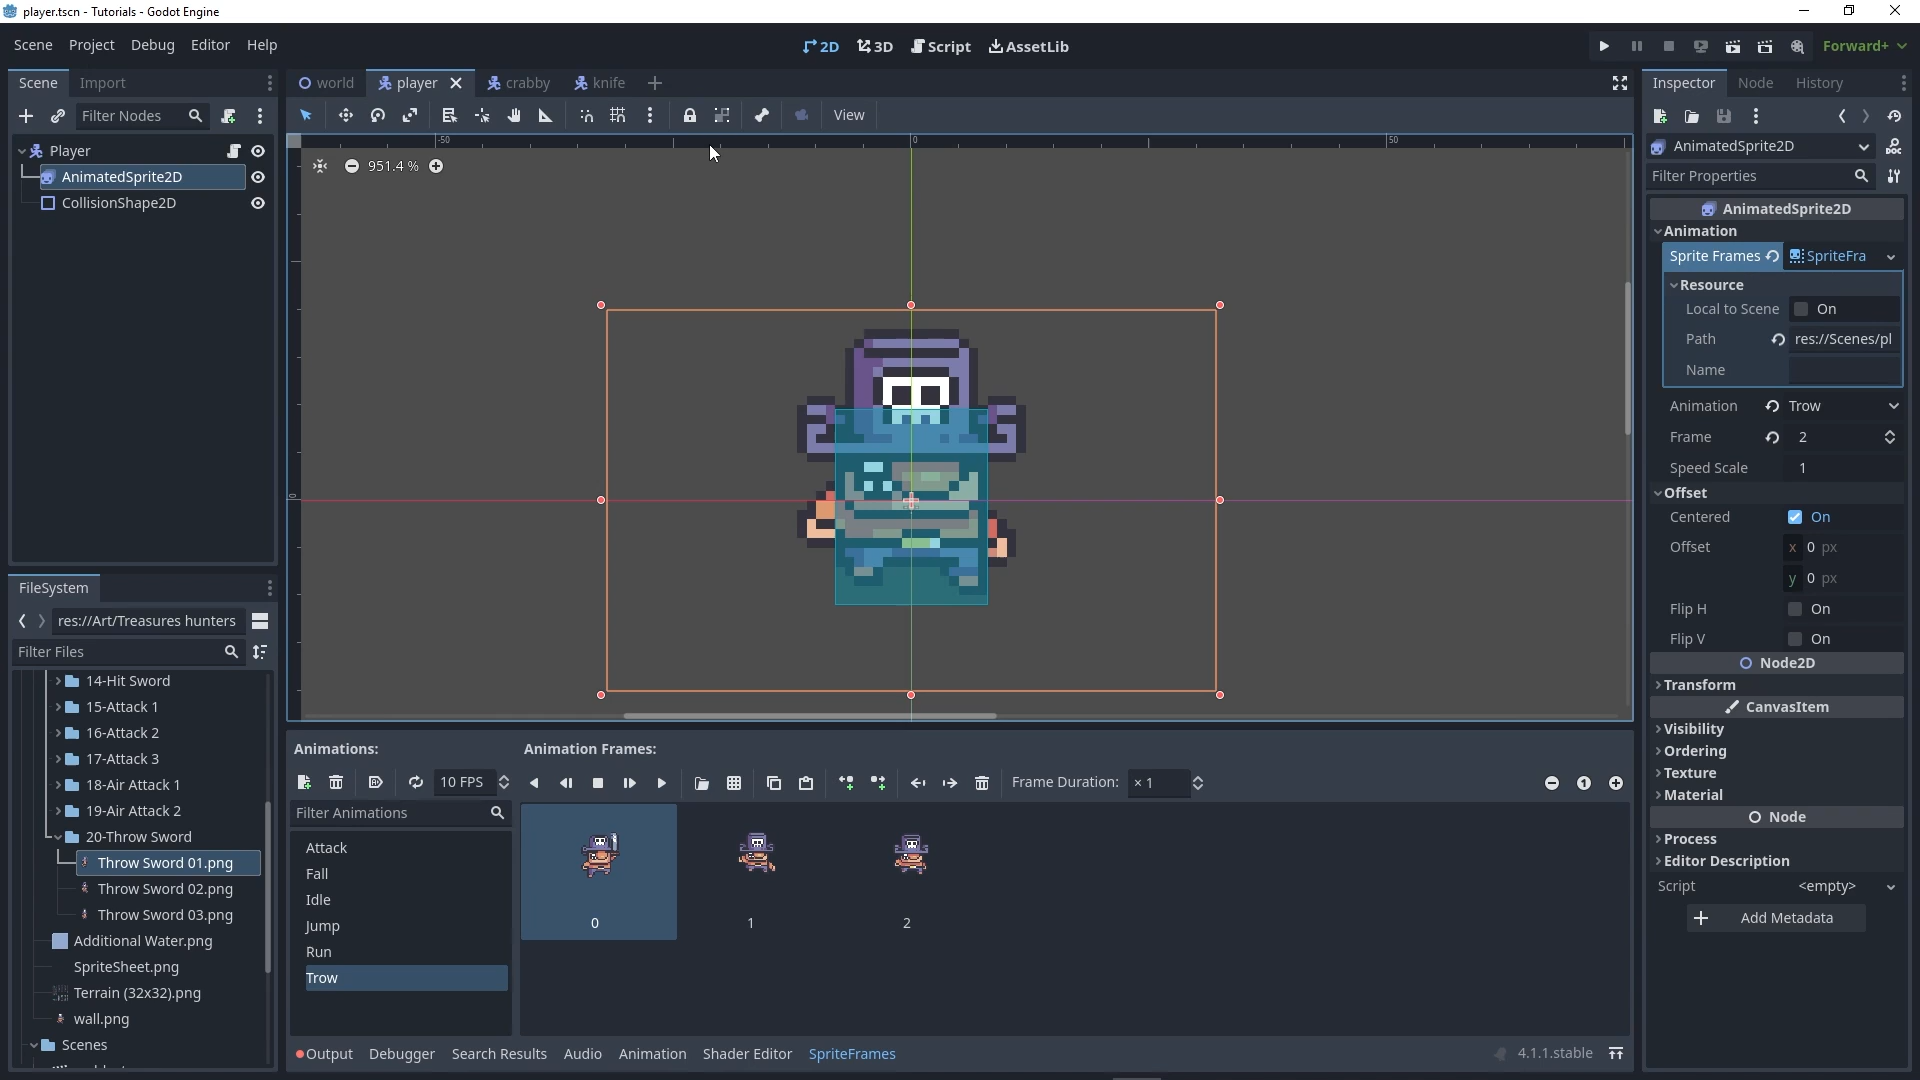 player.tscn - Tutorials - Godot Engine
Scene Project Debug Editor Help
2D 3D Script AssetLib
Forward+
Scene Import
world player crabby knife
Inspector Node History
Filter Nodes
View
Player
AnimatedSprite2D
CollisionShape2D
-50 0 50
951.4 %
0
AnimatedSprite2D
Filter Properties
AnimatedSprite2D
Animation
Sprite Frames SpriteFra
Resource
Local to Scene On
Path res://Scenes/pl
Name
Animation Trow
Frame 2
Speed Scale 1
Offset
Centered On
Offset x 0 px
y 0 px
Flip H On
Flip V On
Node2D
Transform
CanvasItem
Visibility
Ordering
Texture
Material
Node
Process
Editor Description
Script <empty>
Add Metadata
FileSystem
res://Art/Treasures hunters
Filter Files
14-Hit Sword
15-Attack 1
16-Attack 2
17-Attack 3
18-Air Attack 1
19-Air Attack 2
20-Throw Sword
Throw Sword 01.png
Throw Sword 02.png
Throw Sword 03.png
Additional Water.png
SpriteSheet.png
Terrain (32x32).png
wall.png
Scenes
Animations: Animation Frames:
10 FPS
Frame Duration: × 1
1
Filter Animations
Attack
Fall
Idle
Jump
Run
Trow
0 1 2
Output Debugger Search Results Audio Animation Shader Editor SpriteFrames
4.1.1.stable